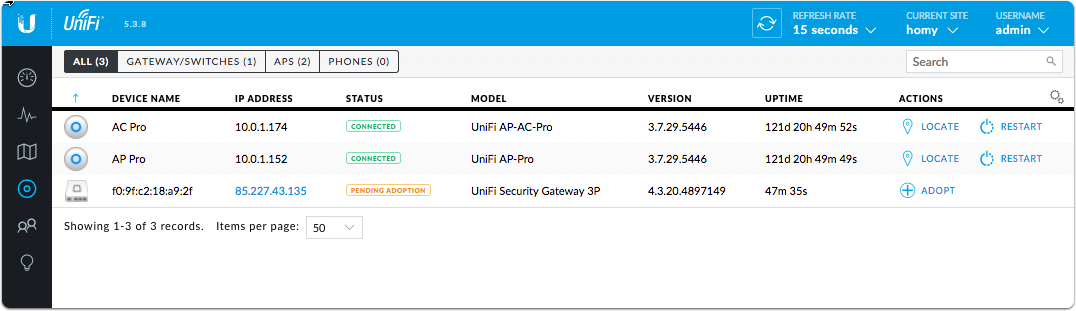 UniFi 5.3.8 REFRESH RATE CURRENT SITE USERNAME
15 seconds homy admin
ALL (3) GATEWAY/SWITCHES (1) APS (2) PHONES (0) Search
↑ DEVICE NAME IP ADDRESS STATUS MODEL VERSION UPTIME ACTIONS
AC Pro 10.0.1.174 CONNECTED UniFi AP-AC-Pro 3.7.29.5446 121d 20h 49m 52s LOCATE RESTART
AP Pro 10.0.1.152 CONNECTED UniFi AP-Pro 3.7.29.5446 121d 20h 49m 49s LOCATE RESTART
f0:9f:c2:18:a9:2f 85.227.43.135 PENDING ADOPTION UniFi Security Gateway 3P 4.3.20.4897149 47m 35s ADOPT
Showing 1-3 of 3 records. Items per page: 50